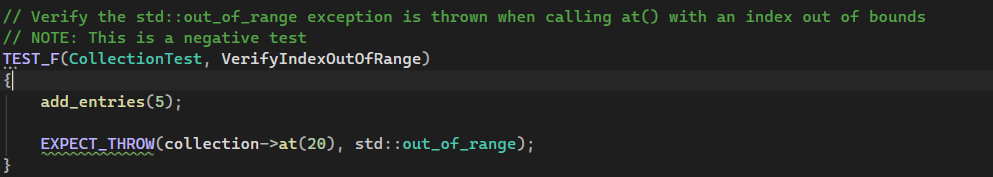 // Verify the std::out_of_range exception is thrown when calling at() with an index out of bounds
// NOTE: This is a negative test
TEST_F(CollectionTest, VerifyIndexOutOfRange)
{
    add_entries(5);

    EXPECT_THROW(collection->at(20), std::out_of_range);
}